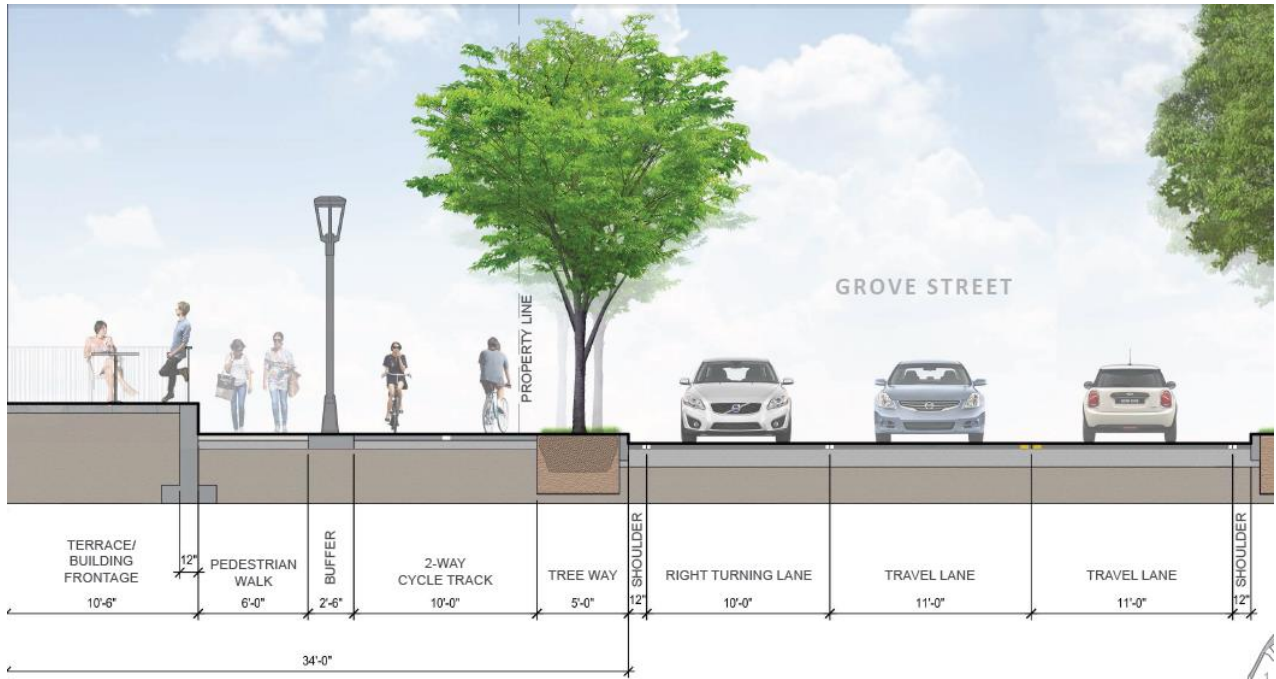 PROPERTY LINE
GROVE STREET
TERRACE/
BUILDING
FRONTAGE
10'-6"
12"
PEDESTRIAN
WALK
6'-0"
BUFFER
2'-6"
2-WAY
CYCLE TRACK
10'-0"
TREE WAY
5'-0"
SHOULDER
12"
RIGHT TURNING LANE
10'-0"
TRAVEL LANE
11'-0"
TRAVEL LANE
11'-0"
SHOULDER
12"
34'-0"